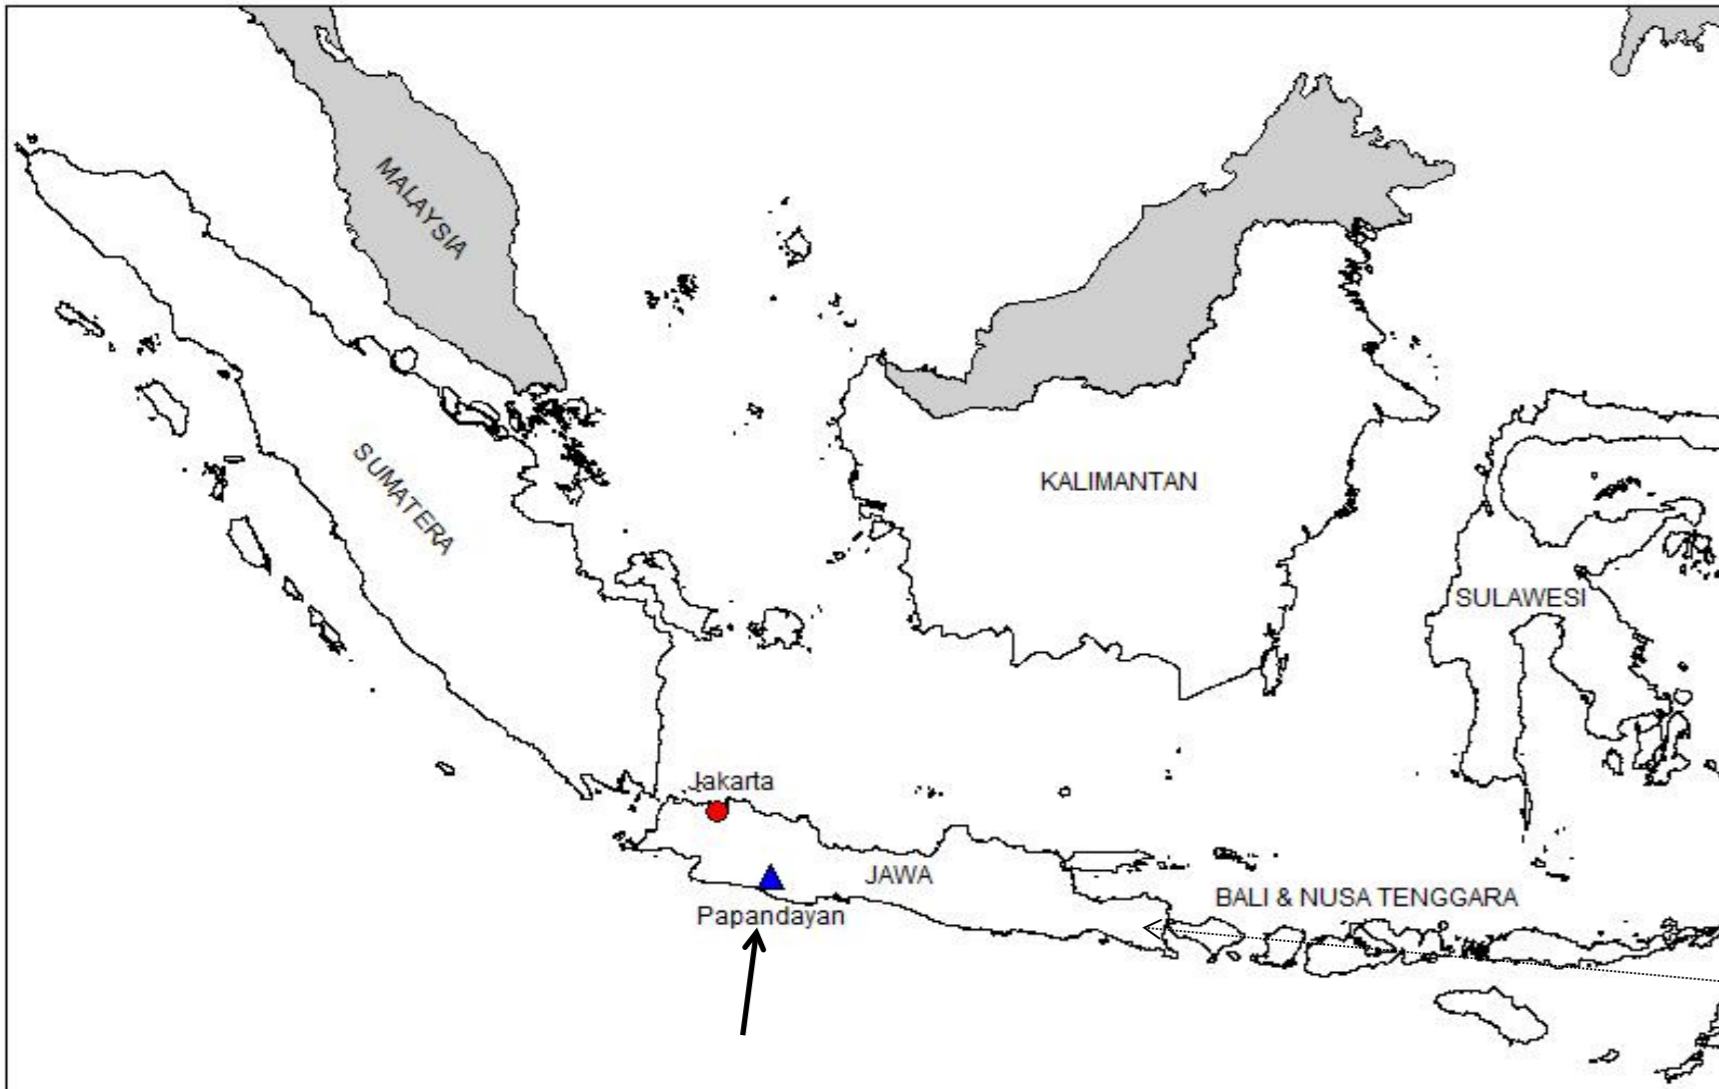 MALAYSIA
SUMATERA
KALIMANTAN
SULAWESI
Jakarta
JAWA
Papandayan
BALI & NUSA TENGGARA